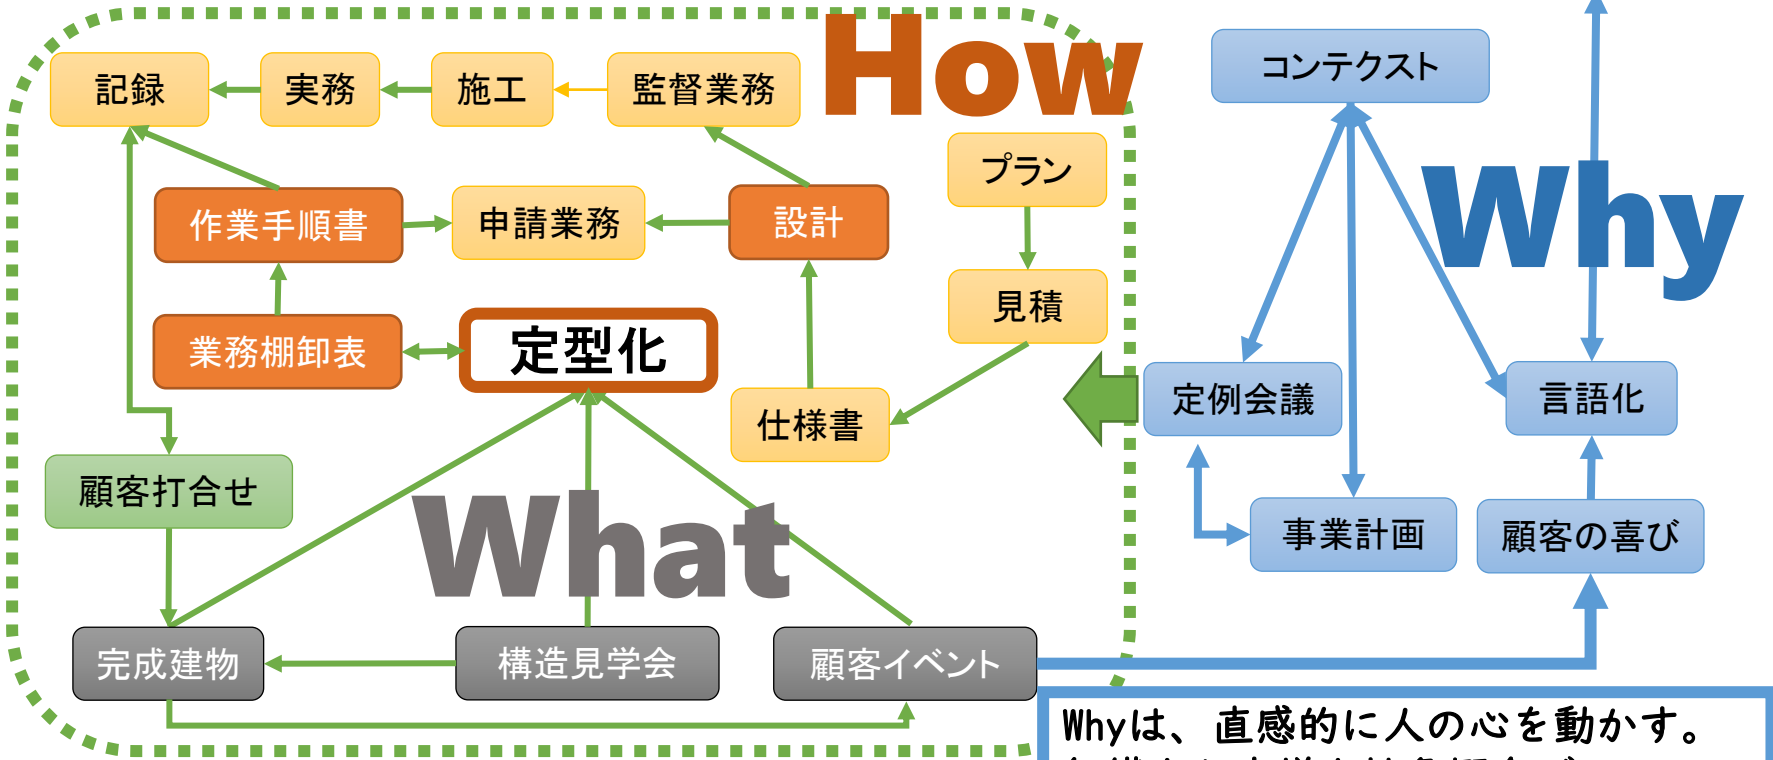 How
コンテクスト
記録
実務
施工
監督業務
プラン
Why
作業手順書
申請業務
設計
見積
業務棚卸表
定型化
定例会議
言語化
仕様書
顧客打合せ
What
事業計画
顧客の喜び
完成建物
構造見学会
顧客イベント
Whyは、直感的に人の心を動かす。